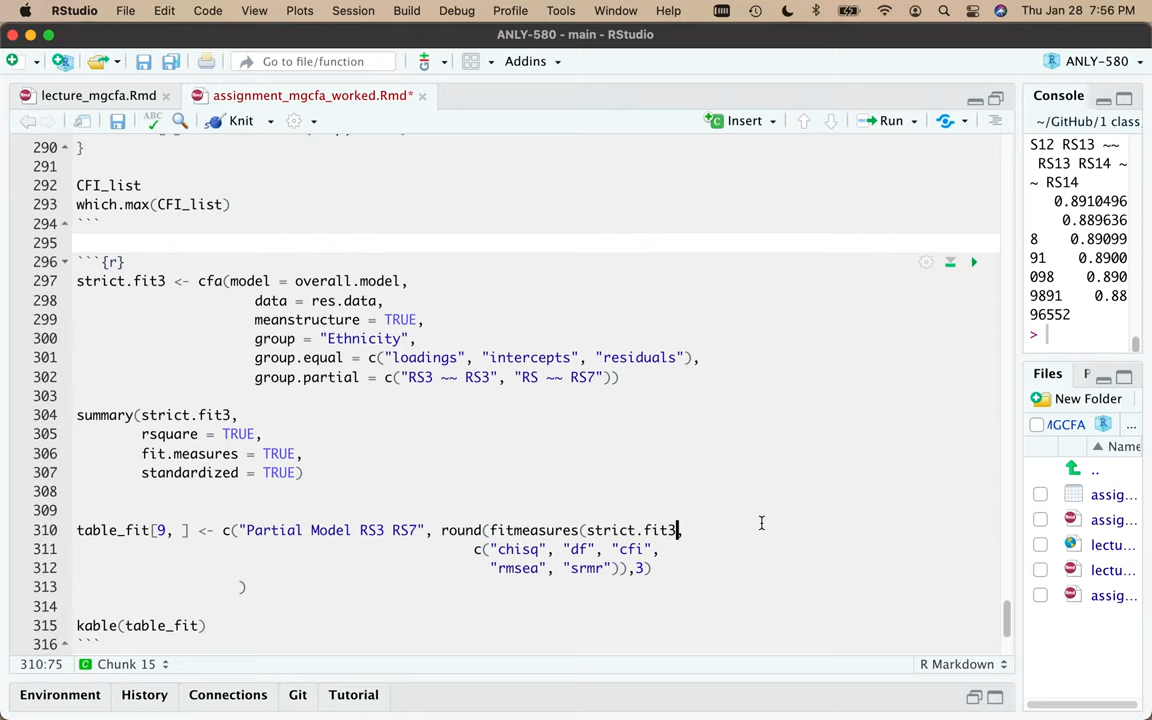 RStudio File Edit Code View Plots Session Build Debug Profile Tools Window Help Thu Jan 28 7:56 PM
ANLY-580 - main - RStudio
Go to file/function Addins ANLY-580
lecture_mgcfa.Rmd assignment_mgcfa_worked.Rmd*
Knit Insert Run
290 }
291
292 CFI_list
293 which.max(CFI_list)
294 ```
295
296 ```{r}
297 strict.fit3 <- cfa(model = overall.model,
298 data = res.data,
299 meanstructure = TRUE,
300 group = "Ethnicity",
301 group.equal = c("loadings", "intercepts", "residuals"),
302 group.partial = c("RS3 ~~ RS3", "RS ~~ RS7"))
303
304 summary(strict.fit3,
305 rsquare = TRUE,
306 fit.measures = TRUE,
307 standardized = TRUE)
308
309
310 table_fit[9, ] <- c("Partial Model RS3 RS7", round(fitmeasures(strict.fit3,
311 c("chisq", "df", "cfi",
312 "rmsea", "srmr")),3)
313 )
314
315 kable(table_fit)
316 ```
310:75 Chunk 15 R Markdown
Environment History Connections Git Tutorial
Console
~/GitHub/1 class
S12 RS13 ~~
RS13 RS14 ~
~ RS14
0.8910496
0.889636
8 0.89099
91 0.8900
098 0.890
9891 0.88
96552
>
Files P
New Folder
MGCFA ...
Name
..
assig...
assig...
lectu...
lectu...
assig...